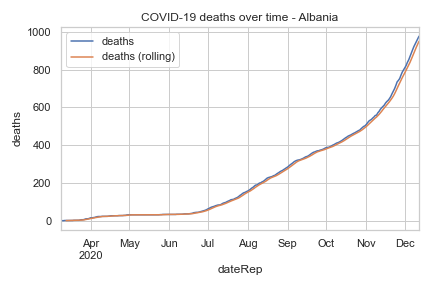 COVID-19 deaths over time - Albania
deaths
deaths (rolling)
1000
800
600
400
200
0
deaths
Apr May Jun Jul Aug Sep Oct Nov Dec
2020
dateRep